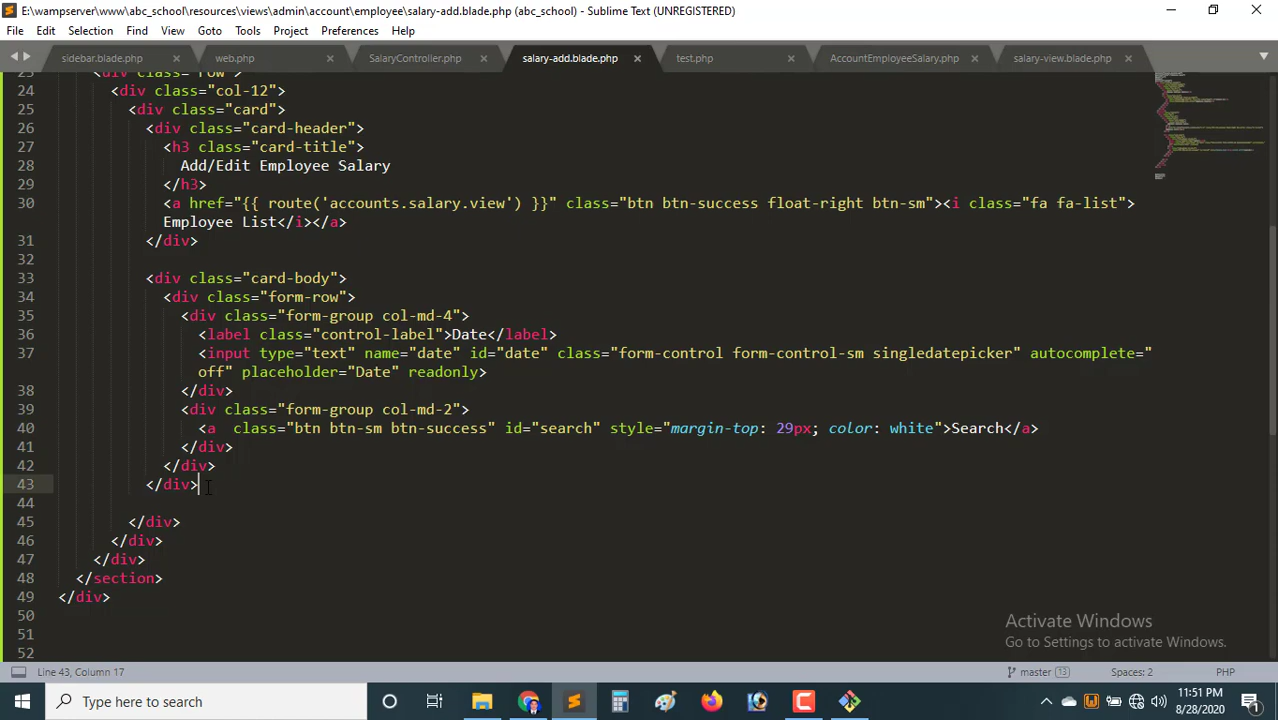 E:\wampserver\www\abc_school\resources\views\admin\account\employee\salary-add.blade.php (abc_school) - Sublime Text (UNREGISTERED)
File Edit Selection Find View Goto Tools Project Preferences Help
sidebar.blade.php web.php SalaryController.php salary-add.blade.php test.php AccountEmployeeSalary.php salary-view.blade.php
23 <div class="row">
24 <div class="col-12">
25 <div class="card">
26 <div class="card-header">
27 <h3 class="card-title">
28 Add/Edit Employee Salary
29 </h3>
30 <a href="{{ route('accounts.salary.view') }}" class="btn btn-success float-right btn-sm"><i class="fa fa-list">
Employee List</i></a>
31 </div>
32
33 <div class="card-body">
34 <div class="form-row">
35 <div class="form-group col-md-4">
36 <label class="control-label">Date</label>
37 <input type="text" name="date" id="date" class="form-control form-control-sm singledatepicker" autocomplete="
off" placeholder="Date" readonly>
38 </div>
39 <div class="form-group col-md-2">
40 <a  class="btn btn-sm btn-success" id="search" style="margin-top: 29px; color: white">Search</a>
41 </div>
42 </div>
43 </div>
44
45 </div>
46 </div>
47 </div>
48 </section>
49 </div>
50
51
52
Activate Windows
Go to Settings to activate Windows.
Line 43, Column 17 master 13 Spaces: 2 PHP
Type here to search 11:51 PM
8/28/2020 1